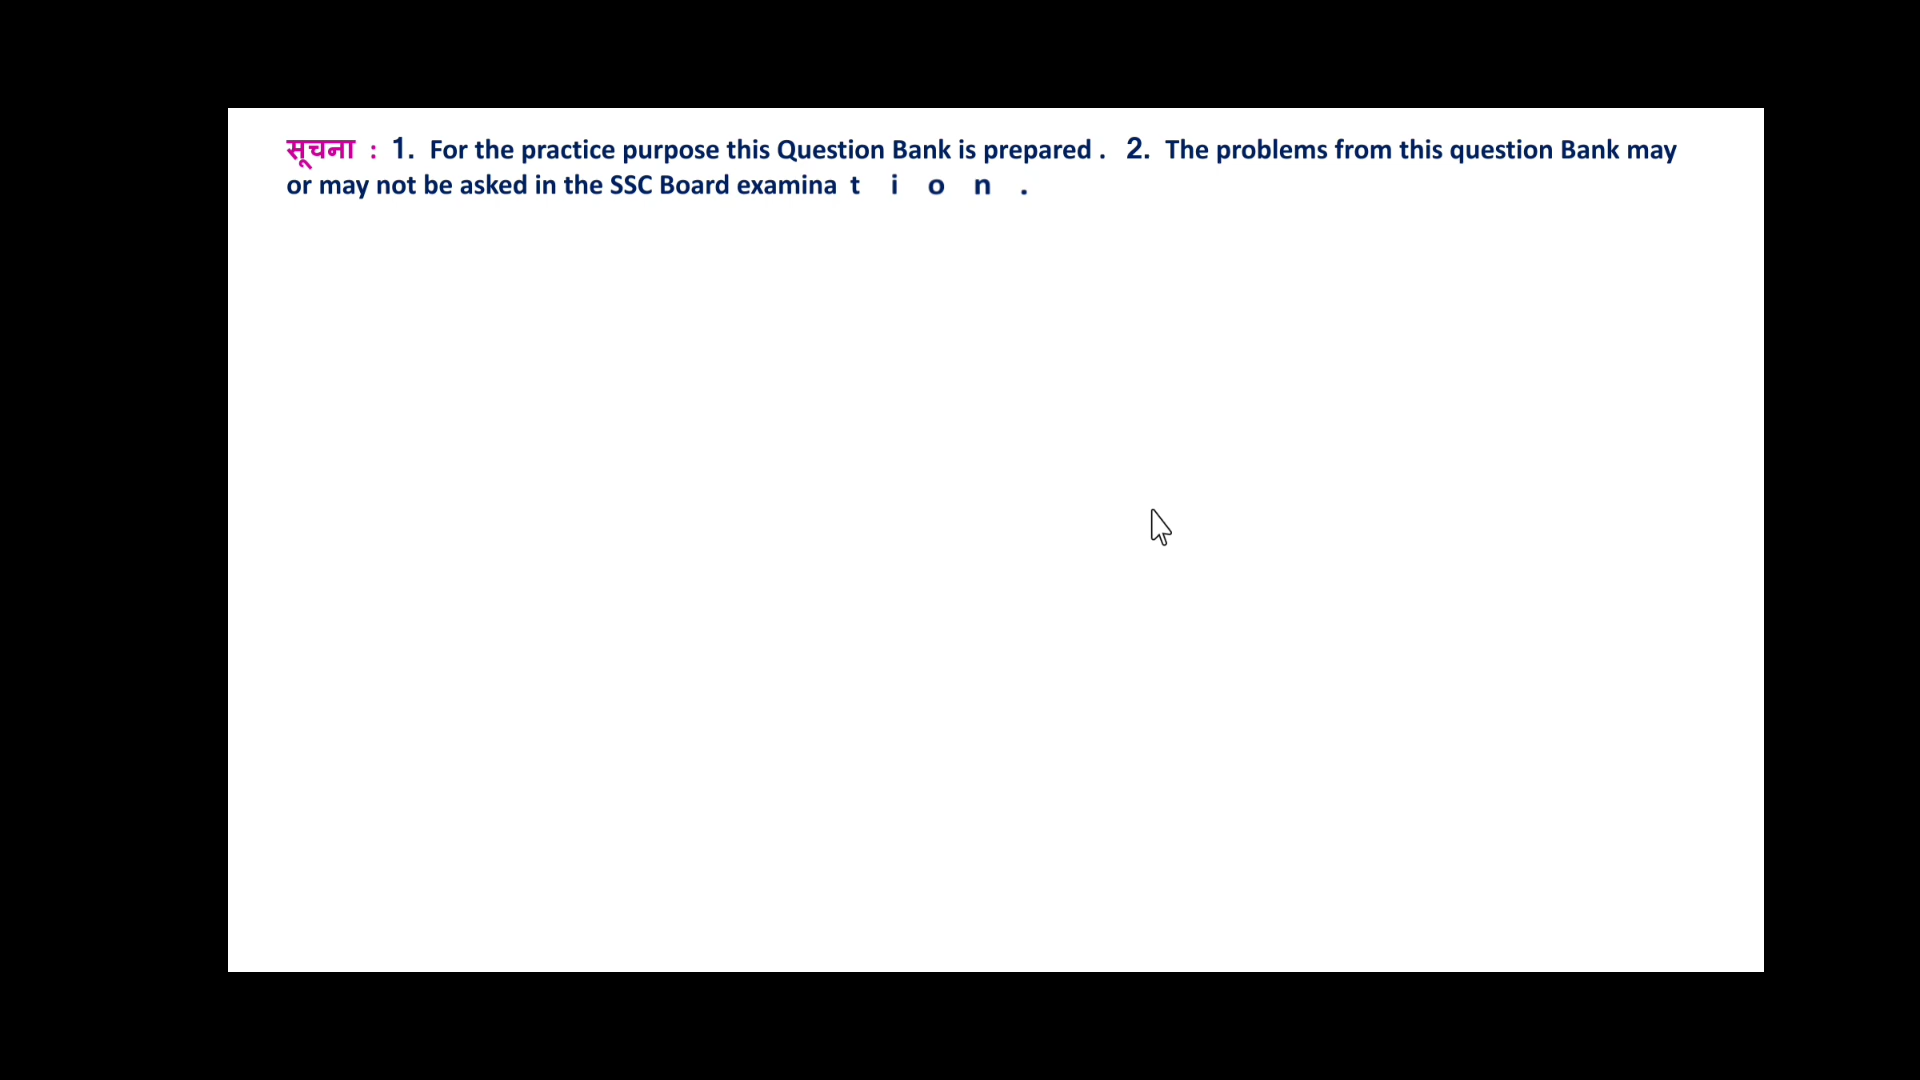 सूचना : 1. For the practice purpose this Question Bank is prepared . 2. The problems from this question Bank may
or may not be asked in the SSC Board examina t i o n .